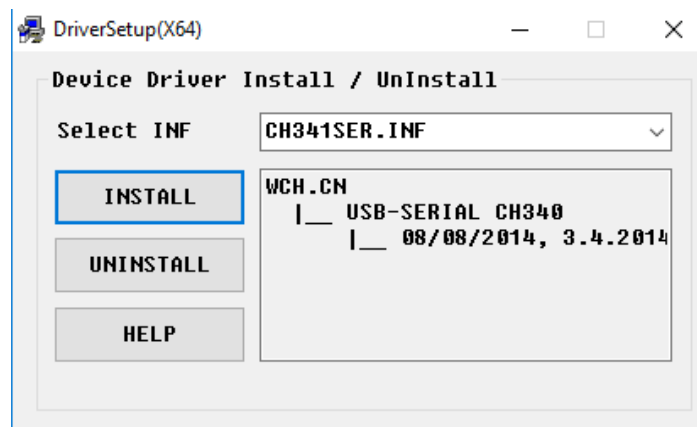 DriverSetup(X64)
Device Driver Install / UnInstall
Select INF
CH341SER.INF
INSTALL
UNINSTALL
HELP
WCH.CN
|__ USB-SERIAL CH340
|__ 08/08/2014, 3.4.2014